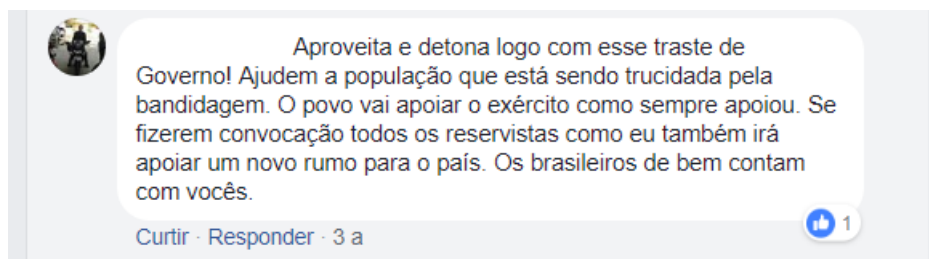 Aproveita e detona logo com esse traste de
Governo! Ajudem a população que está sendo trucidada pela
bandidagem. O povo vai apoiar o exército como sempre apoiou. Se
fizerem convocação todos os reservistas como eu também irá
apoiar um novo rumo para o país. Os brasileiros de bem contam
com vocês.
1
Curtir · Responder · 3 a